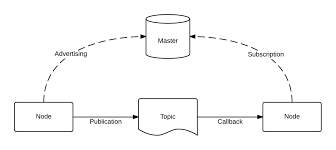 Master
Advertising
Subscription
Node
Publication
Topic
Callback
Node